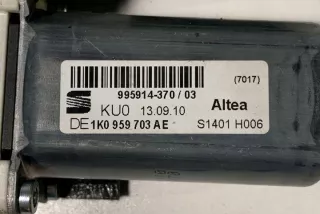 995914-370 / 03 (7017)
KU0 13.09.10 Altea
DE 1K0 959 703 AE S1401 H006